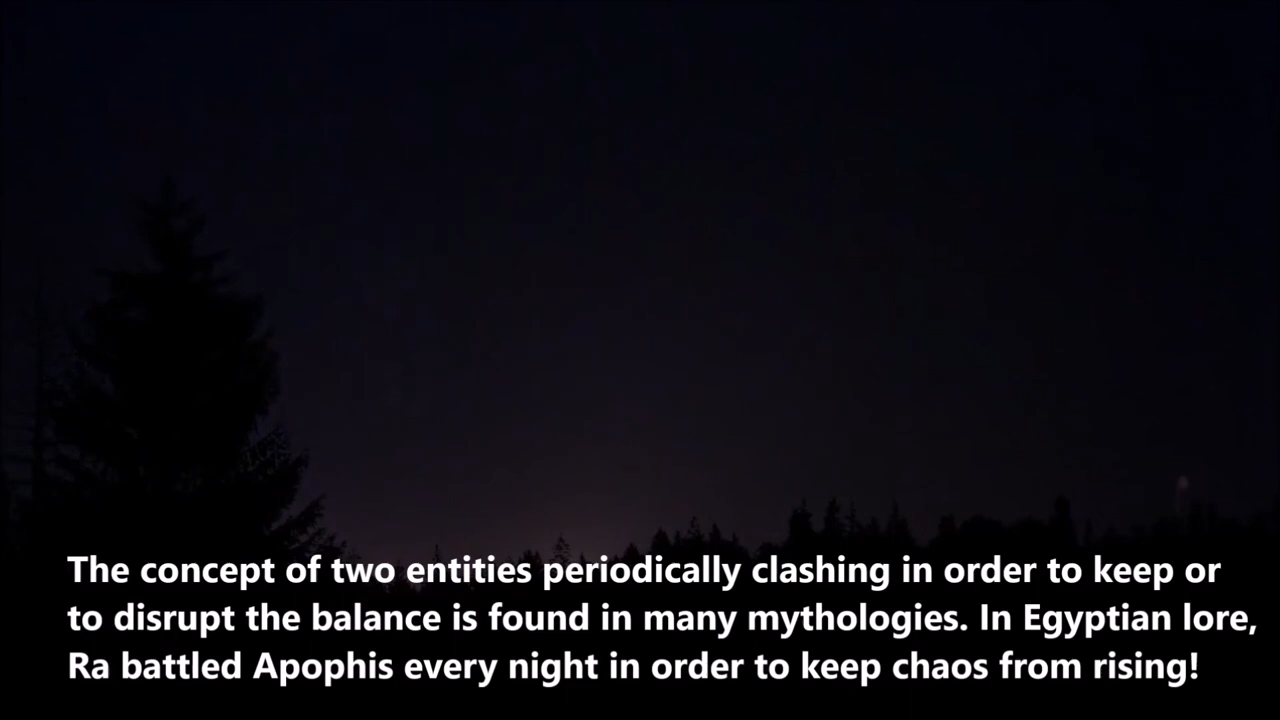 The concept of two entities periodically clashing in order to keep or
to disrupt the balance is found in many mythologies. In Egyptian lore,
Ra battled Apophis every night in order to keep chaos from rising!